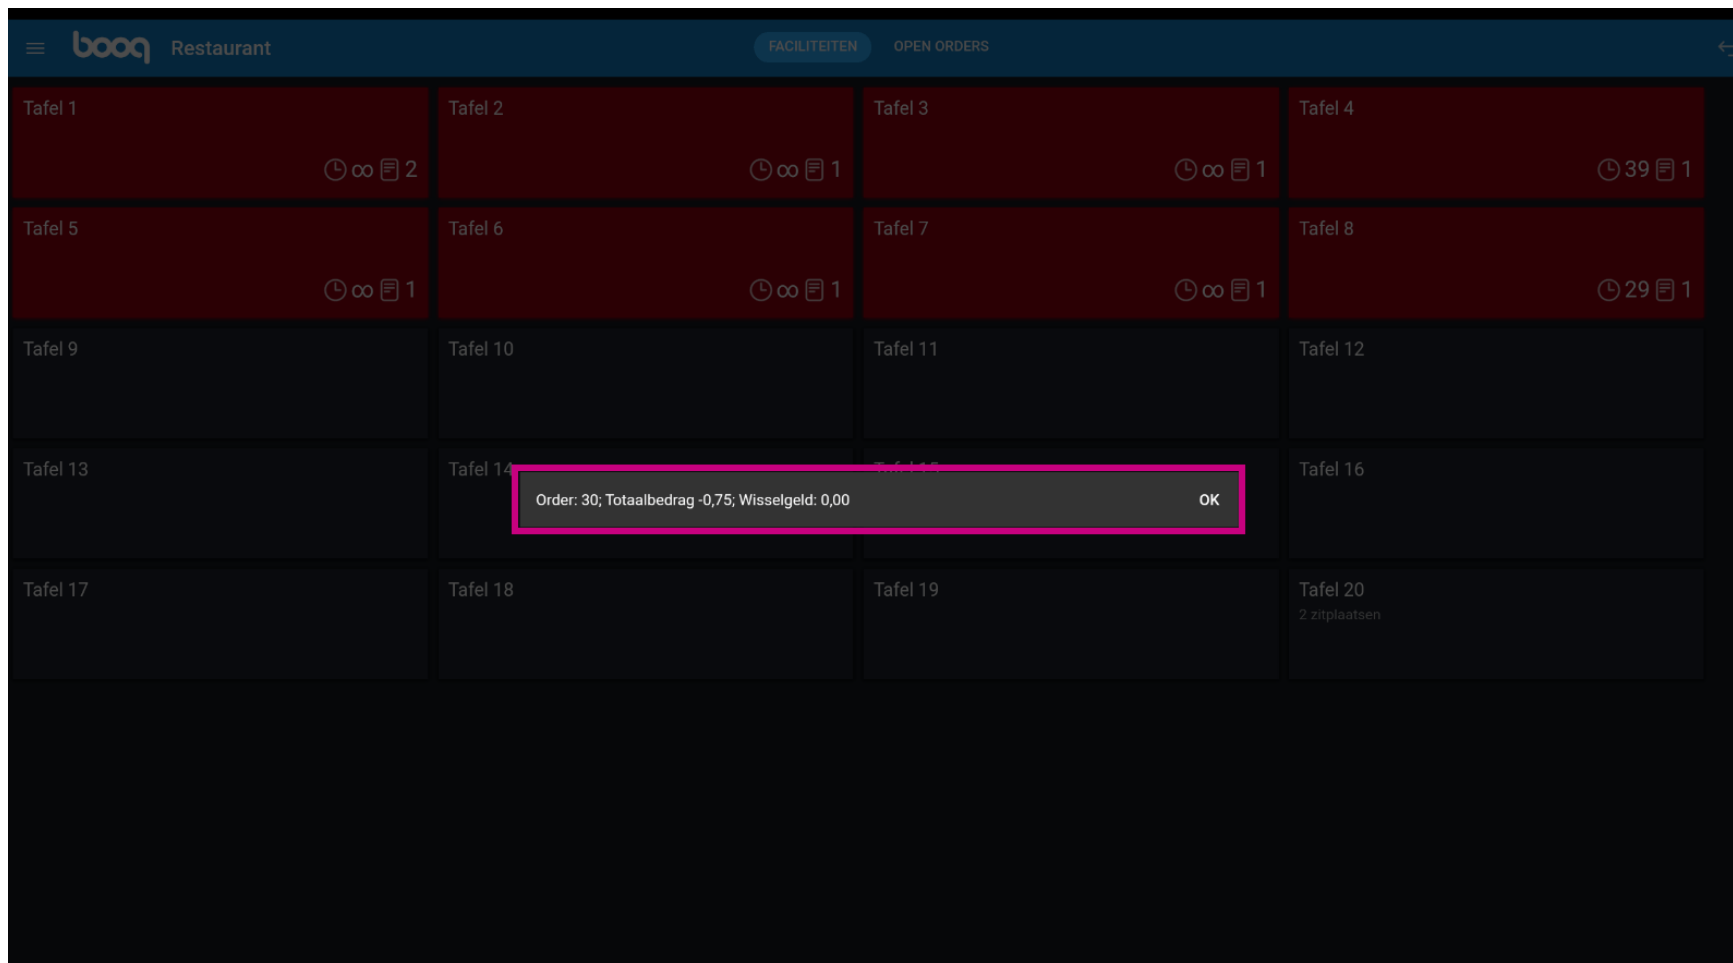 booq Restaurant FACILITEITEN OPEN ORDERS
Tafel 1 Tafel 2 Tafel 3 Tafel 4
∞ 2 ∞ 1 ∞ 1 39 1
Tafel 5 Tafel 6 Tafel 7 Tafel 8
∞ 1 ∞ 1 ∞ 1 29 1
Tafel 9 Tafel 10 Tafel 11 Tafel 12
Tafel 13 Tafel 14 Tafel 15 Tafel 16
Order: 30; Totaalbedrag -0,75; Wisselgeld: 0,00 OK
Tafel 17 Tafel 18 Tafel 19 Tafel 20
2 zitplaatsen